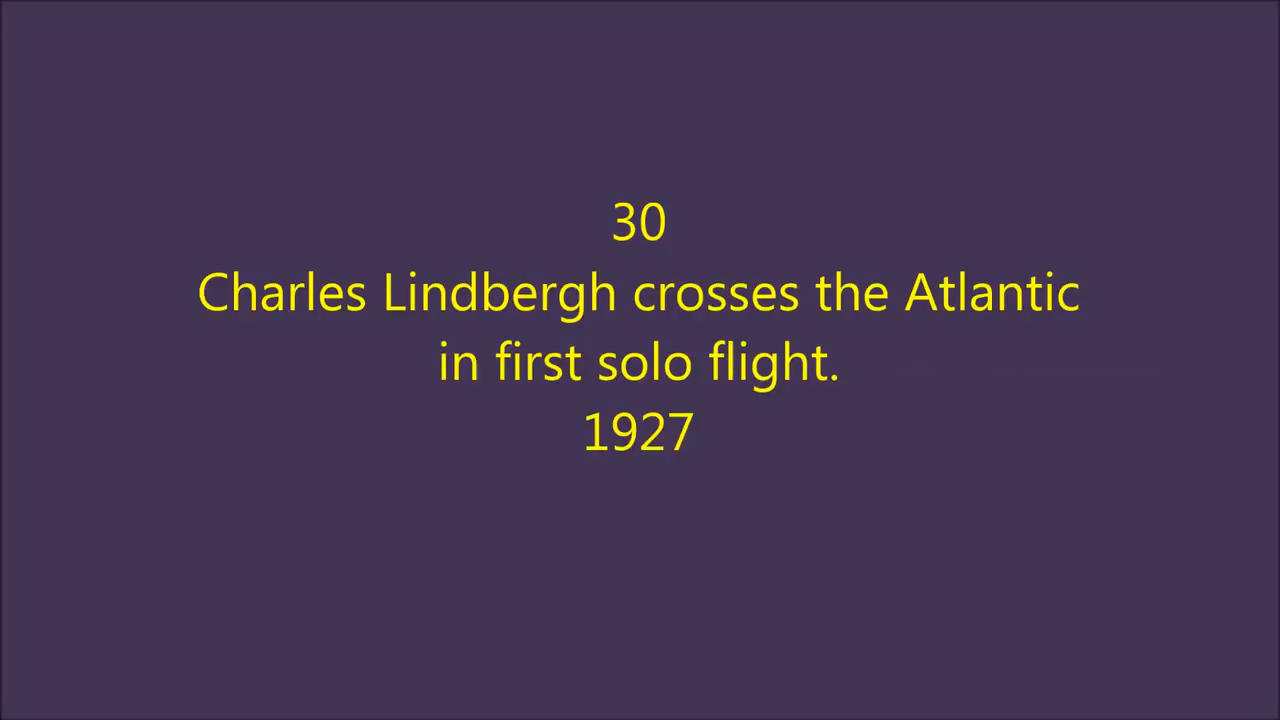 30
Charles Lindbergh crosses the Atlantic
in first solo flight.
1927